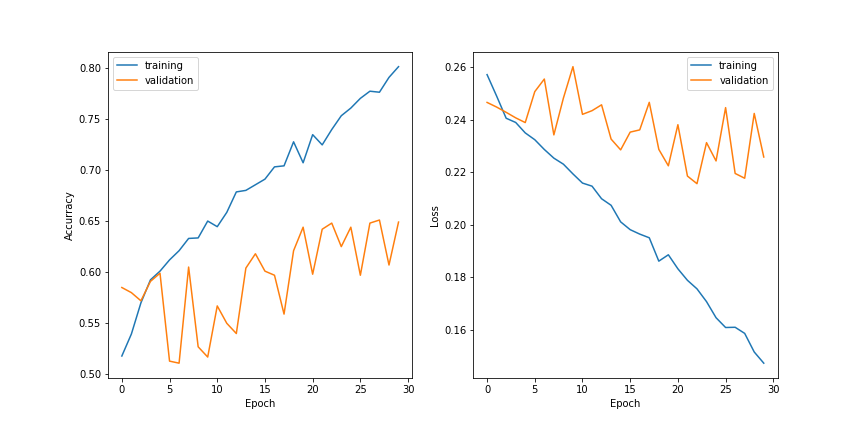 training
validation
0.80
0.75
0.70
0.65
0.60
0.55
0.50
Accurracy
0 5 10 15 20 25 30
Epoch
training
validation
0.26
0.24
0.22
0.20
0.18
0.16
Loss
0 5 10 15 20 25 30
Epoch